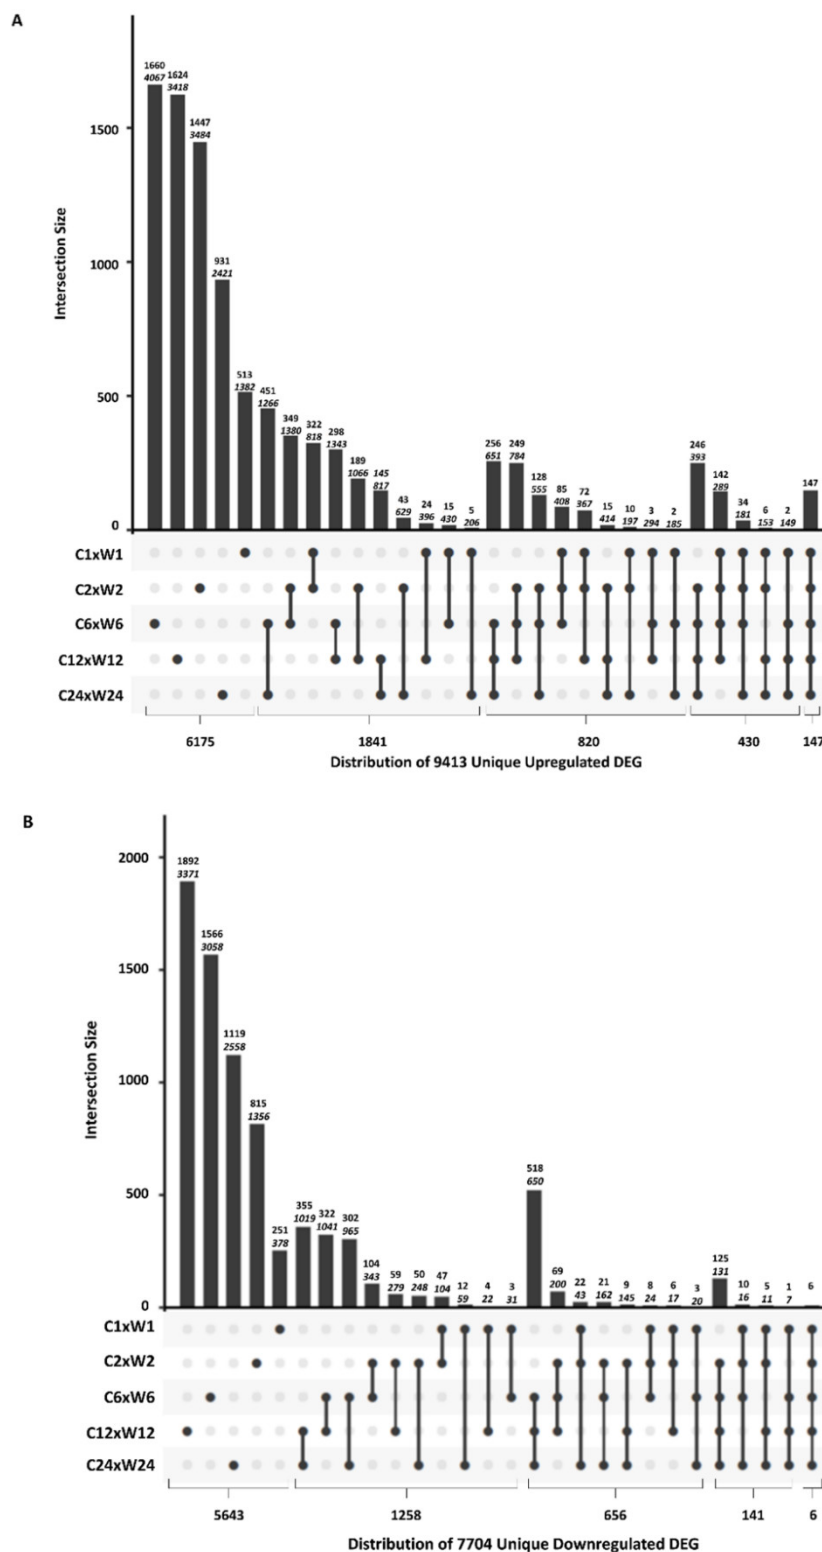 A
Intersection Size
1500
1000
500
0
1660 1624 1447 931 513 451 349 322 298 189 145 43 24 15 5 256 249 128 85 72 15 10 3 2 246 142 34 6 2 147
4067 3418 3484 2421 1382 1266 1380 818 1343 1066 817 629 396 430 206 651 784 555 408 367 414 197 294 185 393 289 181 153 149
C1xW1
C2xW2
C6xW6
C12xW12
C24xW24
6175 1841 820 430 147
Distribution of 9413 Unique Upregulated DEG
B
Intersection Size
2000
1500
1000
500
0
1892 1566 1119 815 251 355 322 302 104 59 50 47 12 4 3 518 69 22 21 9 8 6 3 125 10 5 1 6
3371 3058 2558 1356 378 1019 1041 965 343 279 248 104 59 22 31 650 200 43 162 145 24 17 20 131 16 11 7
C1xW1
C2xW2
C6xW6
C12xW12
C24xW24
5643 1258 656 141 6
Distribution of 7704 Unique Downregulated DEG